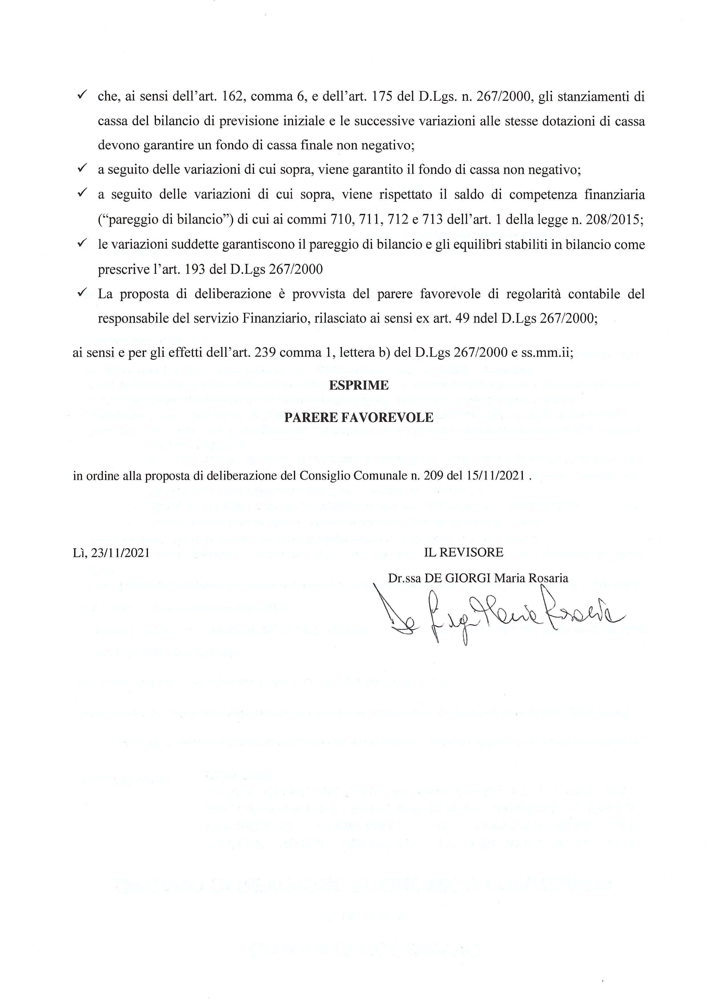 ✓ che, ai sensi dell’art. 162, comma 6, e dell’art. 175 del D.Lgs. n. 267/2000, gli stanziamenti di
cassa del bilancio di previsione iniziale e le successive variazioni alle stesse dotazioni di cassa
devono garantire un fondo di cassa finale non negativo;
✓ a seguito delle variazioni di cui sopra, viene garantito il fondo di cassa non negativo;
✓ a seguito delle variazioni di cui sopra, viene rispettato il saldo di competenza finanziaria
(“pareggio di bilancio”) di cui ai commi 710, 711, 712 e 713 dell’art. 1 della legge n. 208/2015;
✓ le variazioni suddette garantiscono il pareggio di bilancio e gli equilibri stabiliti in bilancio come
prescrive l’art. 193 del D.Lgs 267/2000
✓ La proposta di deliberazione è provvista del parere favorevole di regolarità contabile del
responsabile del servizio Finanziario, rilasciato ai sensi ex art. 49 ndel D.Lgs 267/2000;
ai sensi e per gli effetti dell’art. 239 comma 1, lettera b) del D.Lgs 267/2000 e ss.mm.ii;
ESPRIME
PARERE FAVOREVOLE
in ordine alla proposta di deliberazione del Consiglio Comunale n. 209 del 15/11/2021 .
Lì, 23/11/2021 IL REVISORE
Dr.ssa DE GIORGI Maria Rosaria
De Giorgi Maria Rosaria